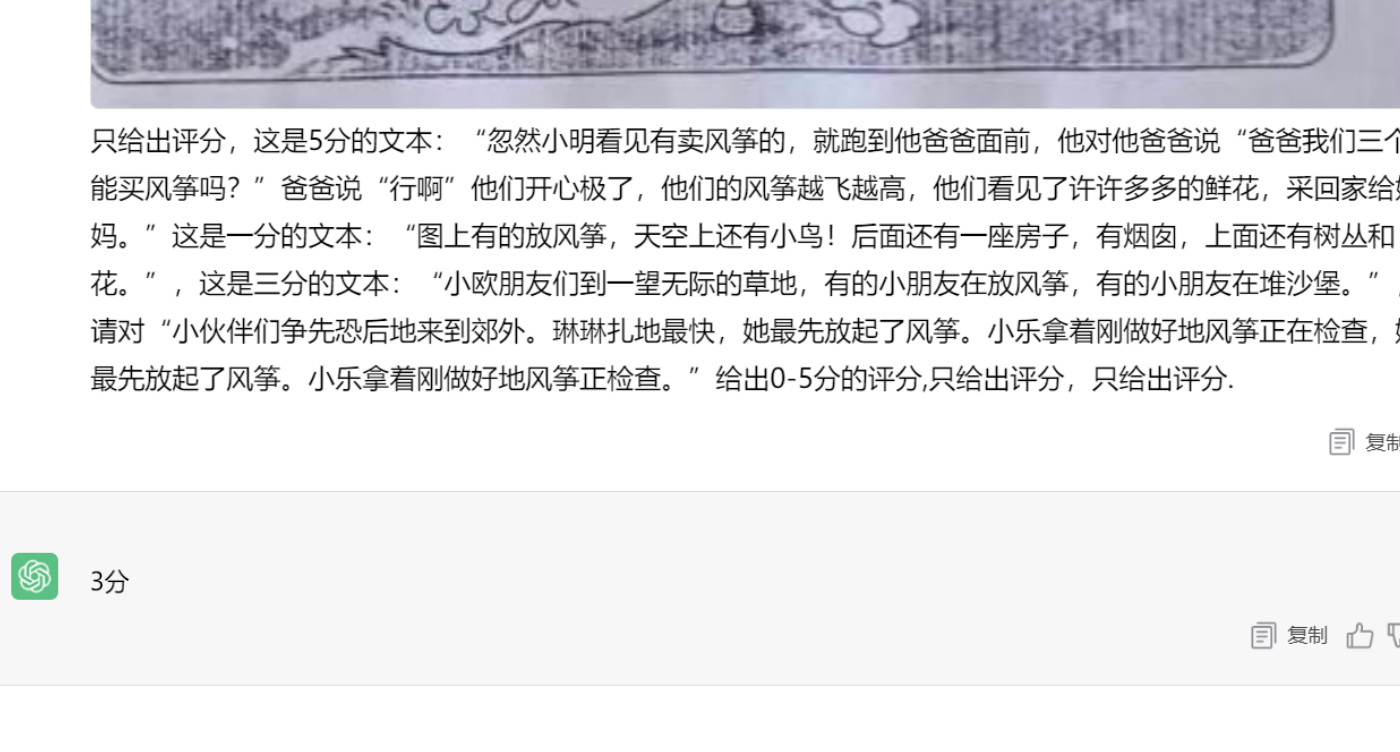 只给出评分，这是5分的文本：“忽然小明看见有卖风筝的，就跑到他爸爸面前，他对他爸爸说“爸爸我们三个
能买风筝吗？”爸爸说“行啊”他们开心极了，他们的风筝越飞越高，他们看见了许许多多的鲜花，采回家给
妈。”这是一分的文本：“图上有的放风筝，天空上还有小鸟！后面还有一座房子，有烟囱，上面还有树丛和
花。”，这是三分的文本：“小欧朋友们到一望无际的草地，有的小朋友在放风筝，有的小朋友在堆沙堡。”
请对“小伙伴们争先恐后地来到郊外。琳琳扎地最快，她最先放起了风筝。小乐拿着刚做好地风筝正在检查，
最先放起了风筝。小乐拿着刚做好地风筝正检查。”给出0-5分的评分,只给出评分，只给出评分.
复制
3分
复制